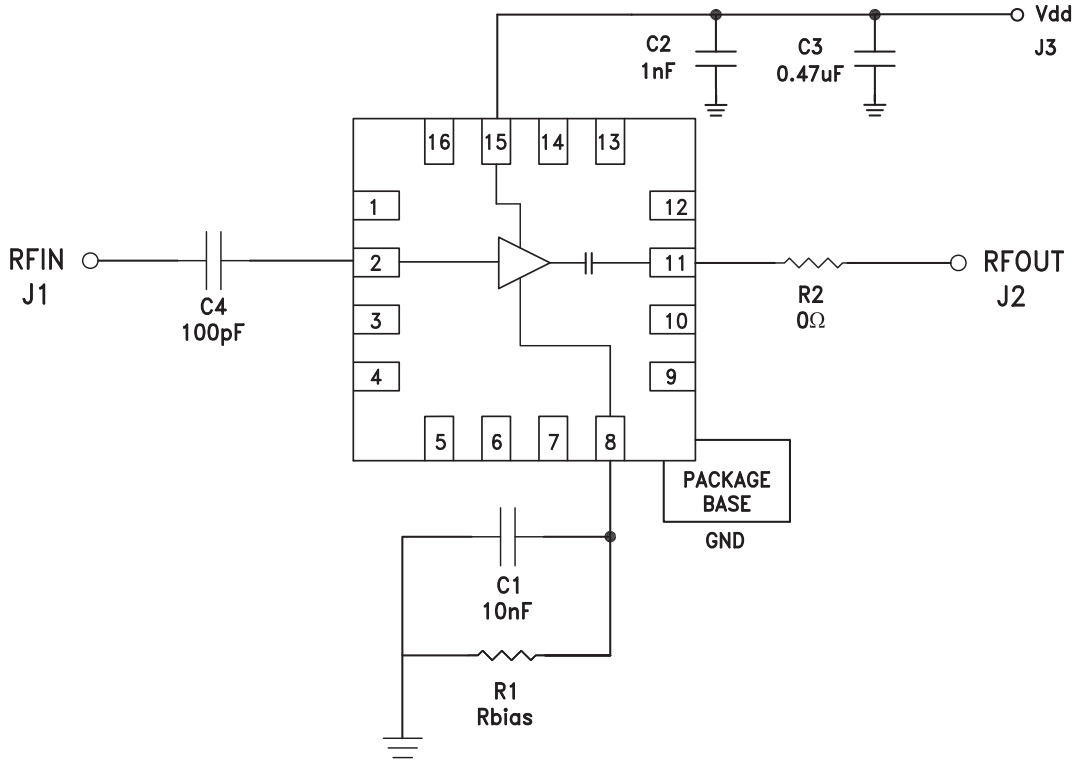 Vdd
J3
C2
1nF
C3
0.47uF
16
15
14
13
1
12
RFIN
J1
C4
100pF
2
11
R2
0Ω
RFOUT
J2
3
10
4
9
5
6
7
8
PACKAGE
BASE
GND
C1
10nF
R1
Rbias